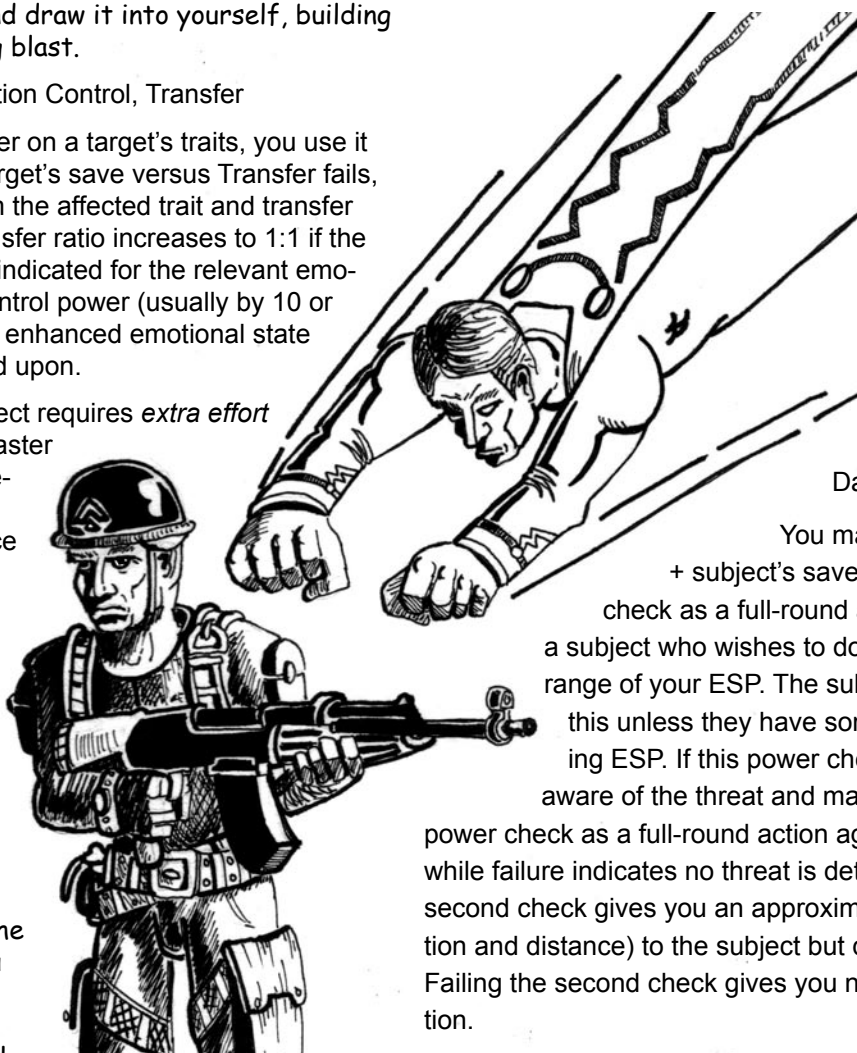 draw it into yourself, building
blast.
tion Control, Transfer
er on a target's traits, you use it
rget's save versus Transfer fails,
the affected trait and transfer
sfer ratio increases to 1:1 if the
indicated for the relevant emo-
ntrol power (usually by 10 or
enhanced emotional state
d upon.
ect requires extra effort
aster
e-
ce
ne
Da
You ma
+ subject's save
check as a full-round
a subject who wishes to do
range of your ESP. The sul
this unless they have sor
ing ESP. If this power che
aware of the threat and ma
power check as a full-round action ag
while failure indicates no threat is det
second check gives you an approxim
tion and distance) to the subject but
Failing the second check gives you n
tion.